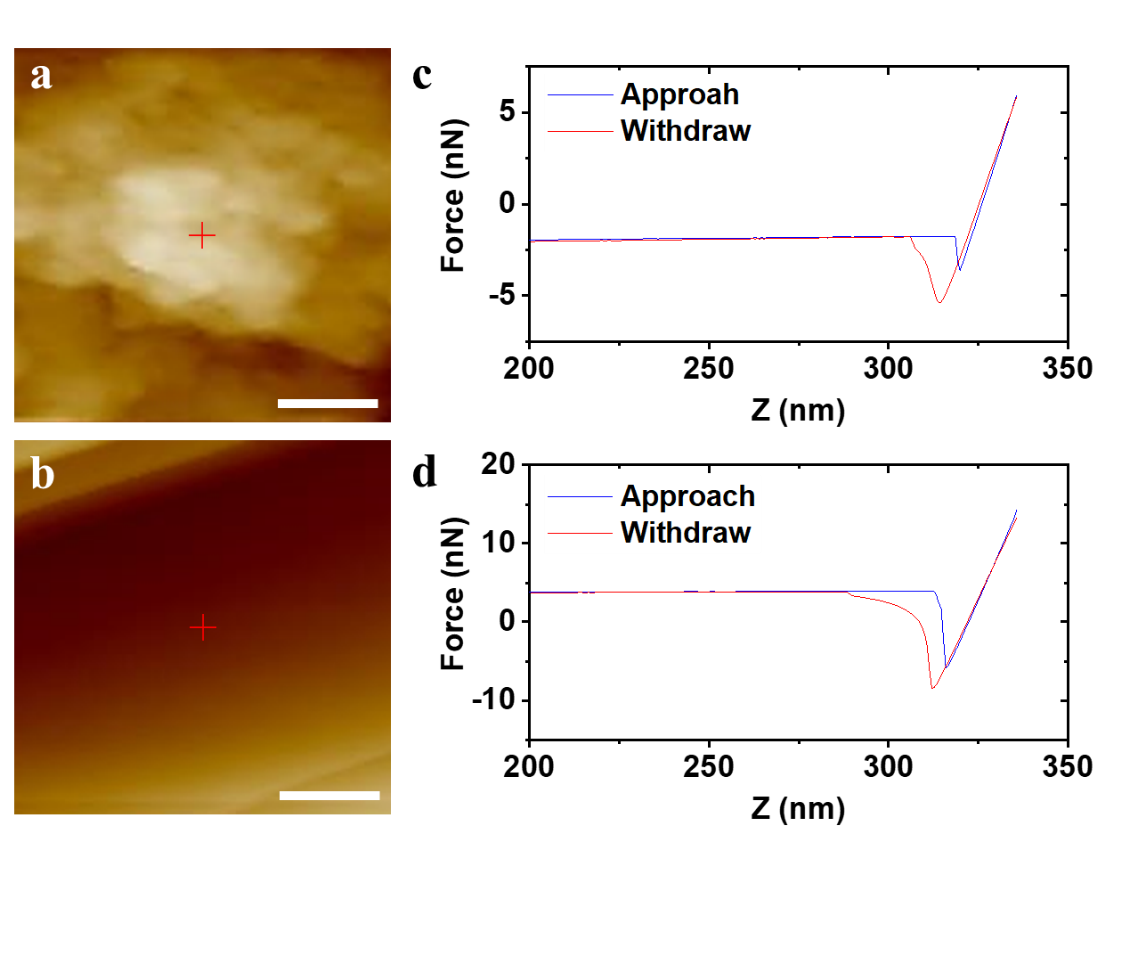 a
c
Approah
Withdraw
5
0
-5
Force (nN)
200
250
300
350
Z (nm)
b
d
Approach
Withdraw
20
10
0
-10
Force (nN)
200
250
300
350
Z (nm)